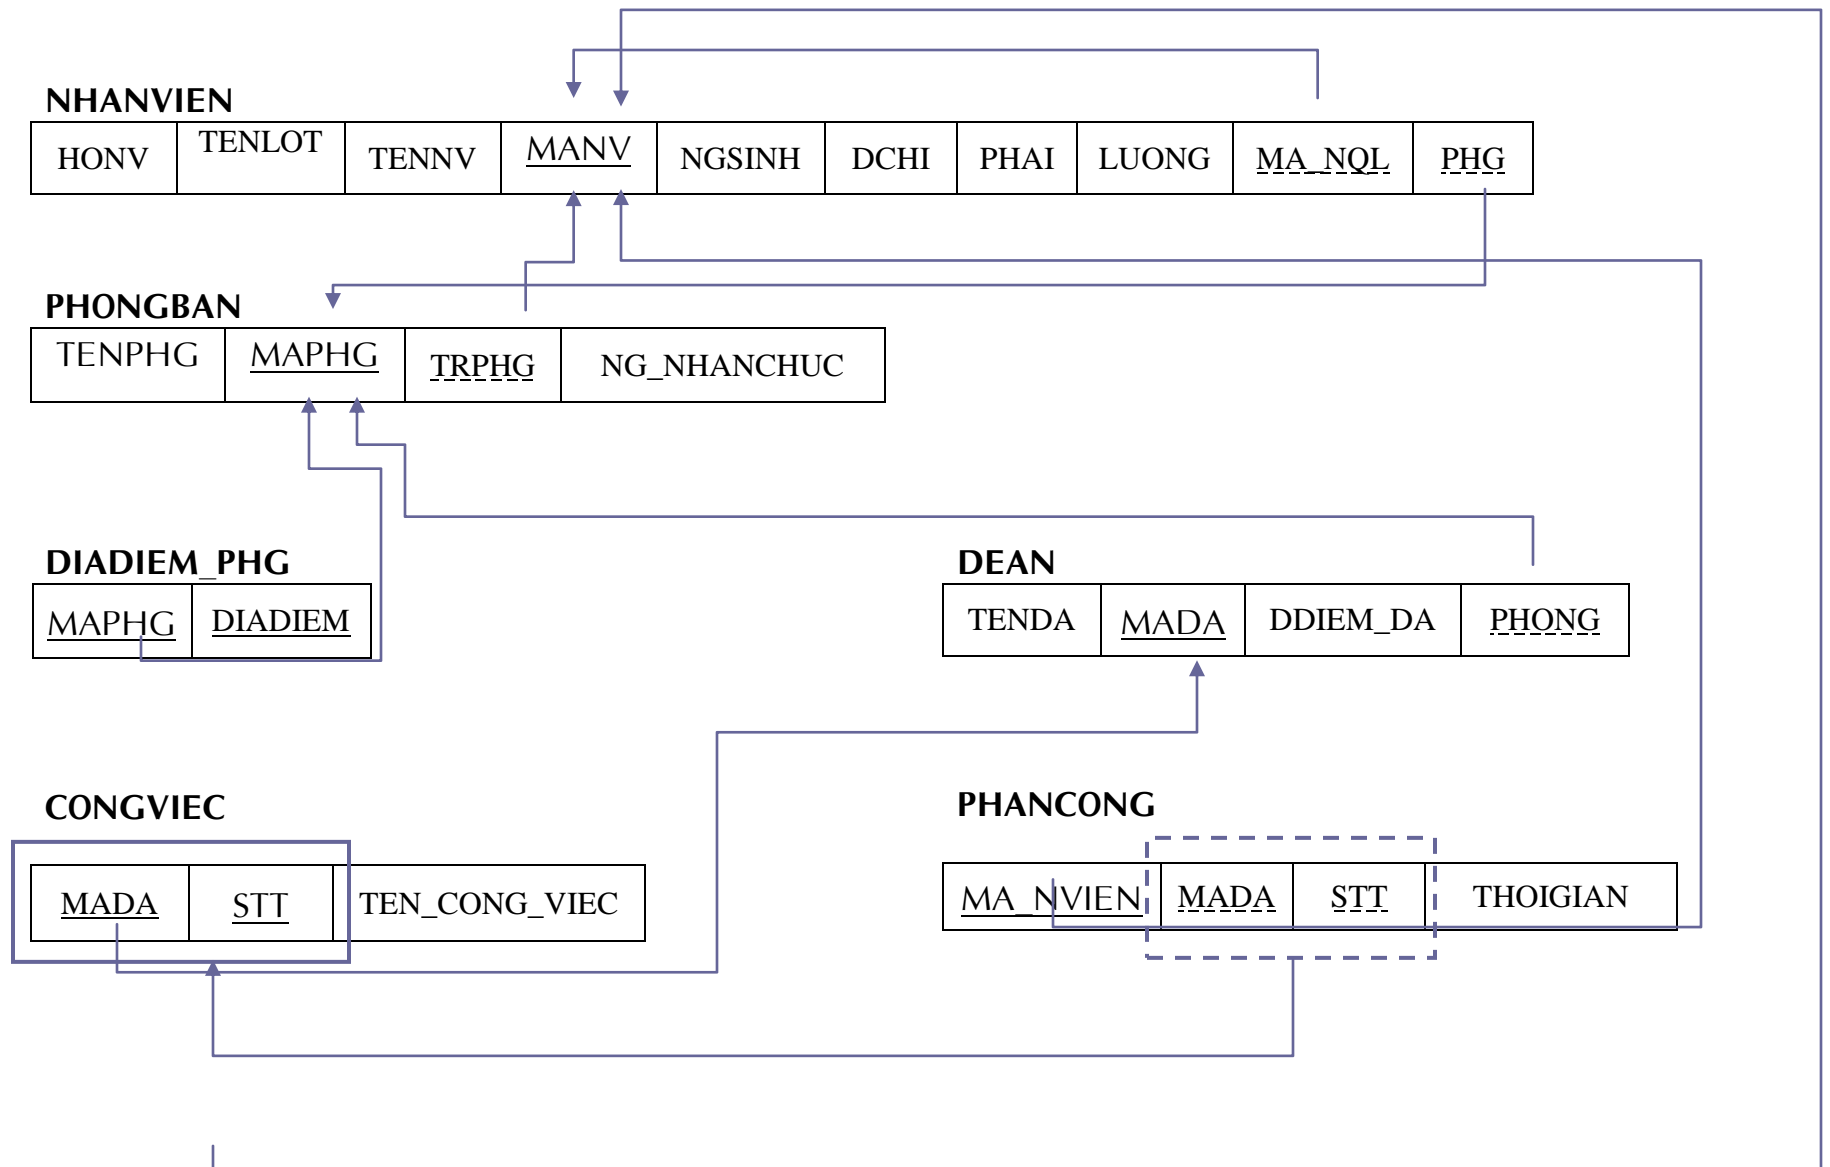 NHANVIEN
HONV TENLOT TENNV MANV NGSINH DCHI PHAI LUONG MA_NQL PHG
PHONGBAN
TENPHG MAPHG TRPHG NG_NHANCHUC
DIADIEM_PHG
MAPHG DIADIEM
DEAN
TENDA MADA DDIEM_DA PHONG
CONGVIEC
MADA STT TEN_CONG_VIEC
PHANCONG
MA_NVIEN MADA STT THOIGIAN